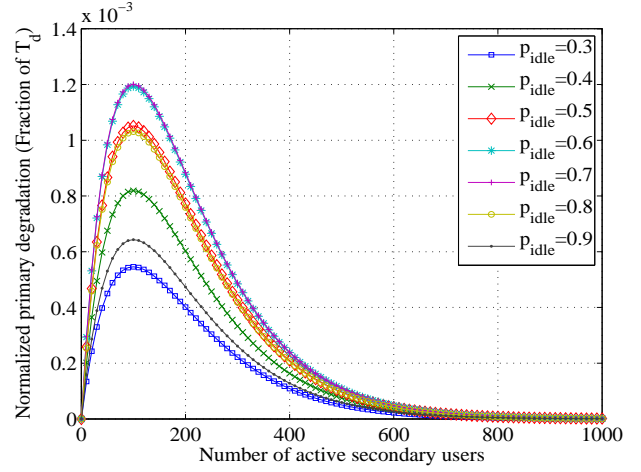 x 10⁻³
1.4
1.2
1
0.8
0.6
0.4
0.2
0
Normalized primary degradation (Fraction of T_d)
0 200 400 600 800 1000
Number of active secondary users
p_idle=0.3
p_idle=0.4
p_idle=0.5
p_idle=0.6
p_idle=0.7
p_idle=0.8
p_idle=0.9